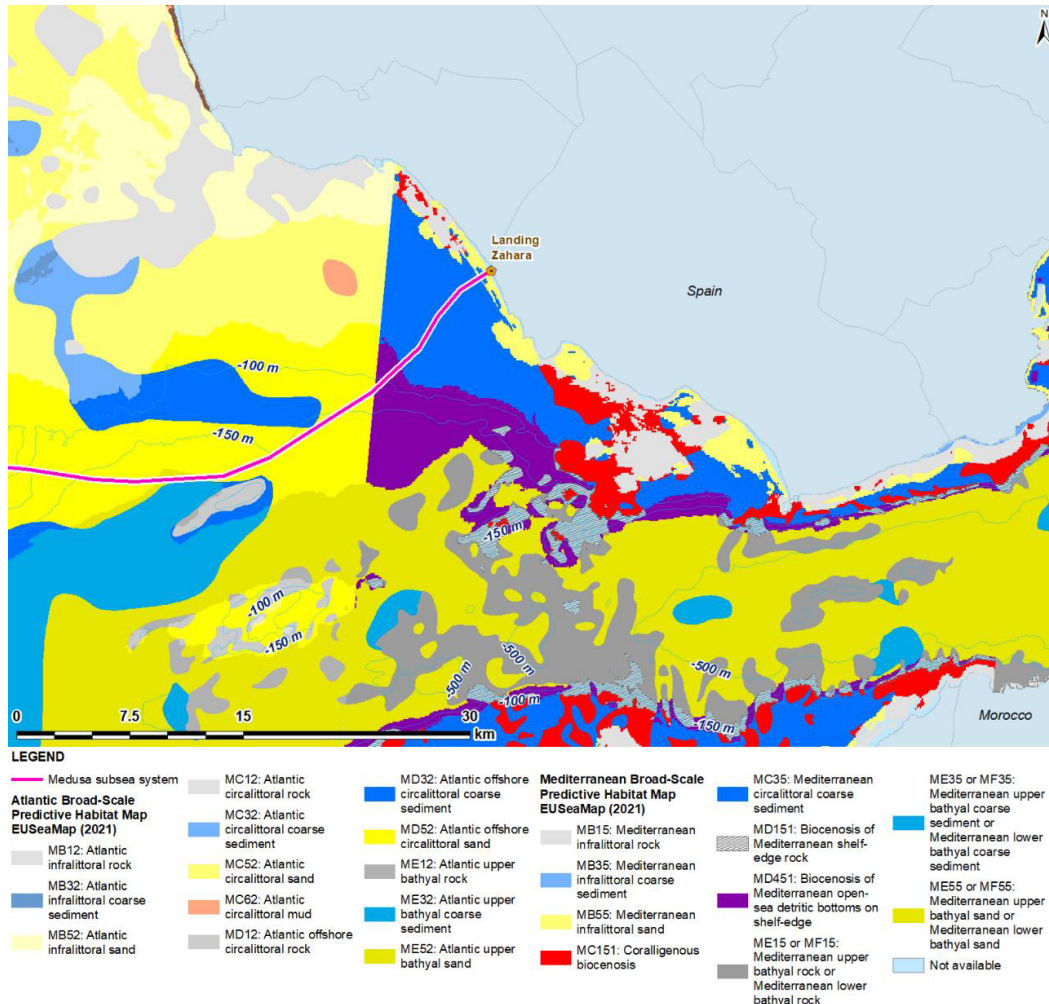 N
Landing
Zahara
Spain
-100 m
-150 m
-150 m
-100 m
-150 m
-500 m
-500 m
-100 m
-500 m
-150 m
Morocco
0 7.5 15 30
km
LEGEND
Medusa subsea system
Atlantic Broad-Scale
Predictive Habitat Map
EUSeaMap (2021)
MB12: Atlantic
infralittoral rock
MB32: Atlantic
infralittoral coarse
sediment
MB52: Atlantic
infralittoral sand
MC12: Atlantic
circalittoral rock
MC32: Atlantic
circalittoral coarse
sediment
MC52: Atlantic
circalittoral sand
MC62: Atlantic
circalittoral mud
MD12: Atlantic offshore
circalittoral rock
MD32: Atlantic offshore
circalittoral coarse
sediment
MD52: Atlantic offshore
circalittoral sand
ME12: Atlantic upper
bathyal rock
ME32: Atlantic upper
bathyal coarse
sediment
ME52: Atlantic upper
bathyal sand
Mediterranean Broad-Scale
Predictive Habitat Map
EUSeaMap (2021)
MB15: Mediterranean
infralittoral rock
MB35: Mediterranean
infralittoral coarse
sediment
MB55: Mediterranean
infralittoral sand
MC151: Coralligenous
biocenosis
MC35: Mediterranean
circalittoral coarse
sediment
MD151: Biocenosis of
Mediterranean shelf-
edge rock
MD451: Biocenosis of
Mediterranean open-
sea detritic bottoms on
shelf-edge
ME15 or MF15:
Mediterranean upper
bathyal rock or
Mediterranean lower
bathyal rock
ME35 or MF35:
Mediterranean upper
bathyal coarse
sediment or
Mediterranean lower
bathyal coarse
sediment
ME55 or MF55:
Mediterranean upper
bathyal sand or
Mediterranean lower
bathyal sand
Not available